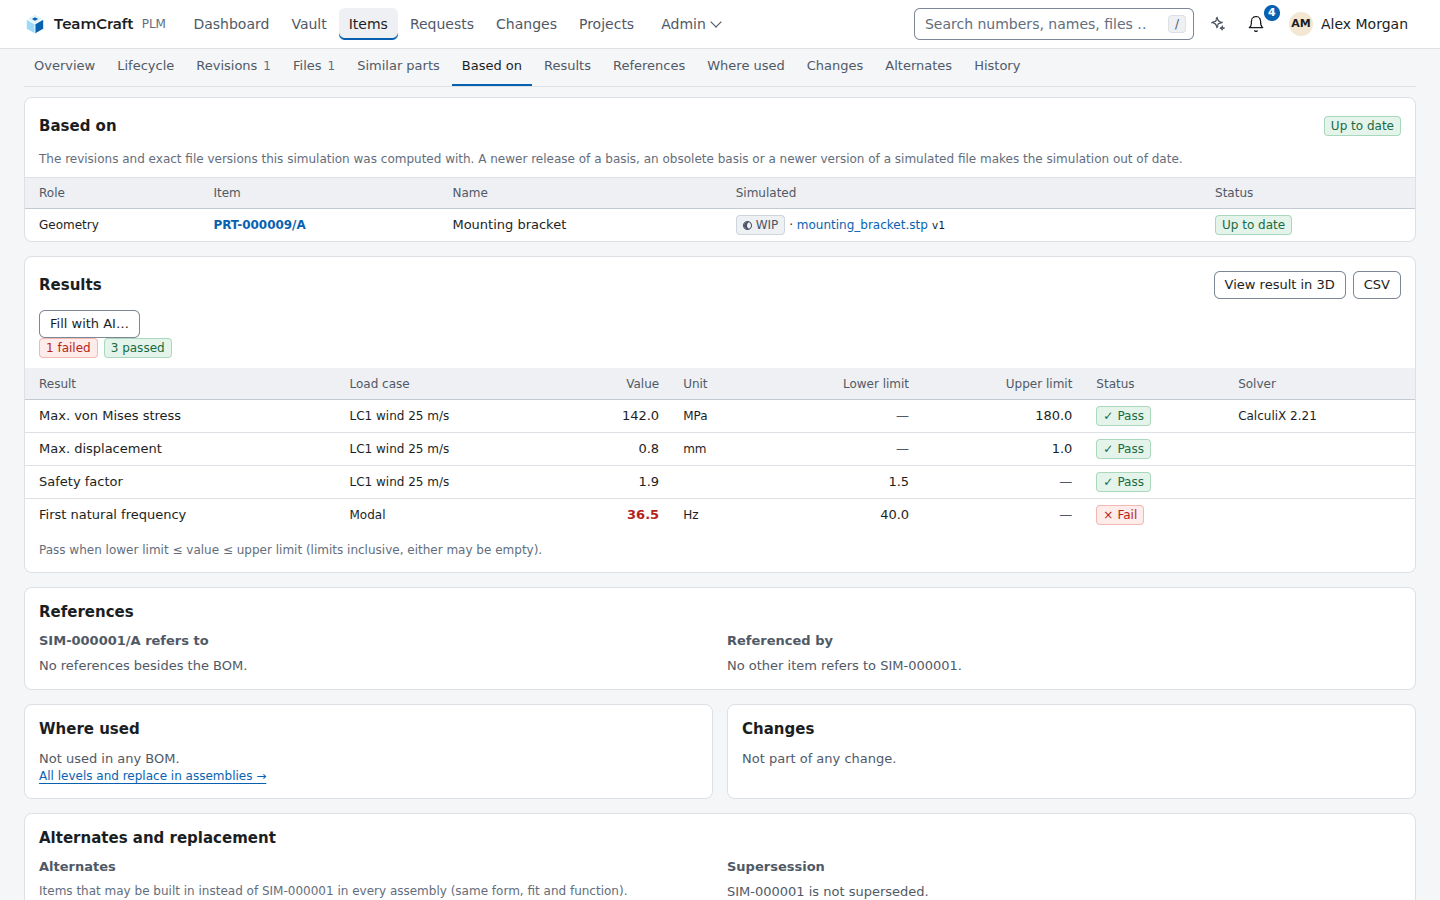 TeamCraft PLM Dashboard Vault Items Requests Changes Projects Admin Search numbers, names, files .. / 4 AM Alex Morgan
Overview Lifecycle Revisions 1 Files 1 Similar parts Based on Results References Where used Changes Alternates History
Based on Up to date
The revisions and exact file versions this simulation was computed with. A newer release of a basis, an obsolete basis or a newer version of a simulated file makes the simulation out of date.
Role Item Name Simulated Status
Geometry PRT-000009/A Mounting bracket WIP · mounting_bracket.stp v1 Up to date
Results View result in 3D CSV
Fill with AI...
1 failed 3 passed
Result Load case Value Unit Lower limit Upper limit Status Solver
Max. von Mises stress LC1 wind 25 m/s 142.0 MPa — 180.0 ✓ Pass CalculiX 2.21
Max. displacement LC1 wind 25 m/s 0.8 mm — 1.0 ✓ Pass
Safety factor LC1 wind 25 m/s 1.9 1.5 — ✓ Pass
First natural frequency Modal 36.5 Hz 40.0 — × Fail
Pass when lower limit ≤ value ≤ upper limit (limits inclusive, either may be empty).
References
SIM-000001/A refers to Referenced by
No references besides the BOM. No other item refers to SIM-000001.
Where used Changes
Not used in any BOM. Not part of any change.
All levels and replace in assemblies →
Alternates and replacement
Alternates Supersession
Items that may be built in instead of SIM-000001 in every assembly (same form, fit and function). SIM-000001 is not superseded.